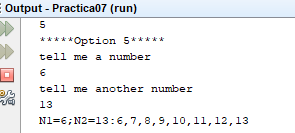 Output - Practica07 (run)
5
*****Option 5*****
tell me a number
6
tell me another number
13
N1=6;N2=13:6,7,8,9,10,11,12,13